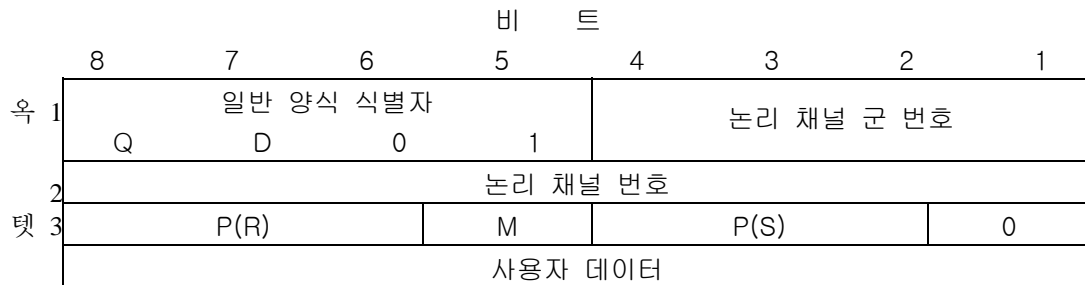 비 트
8 7 6 5 4 3 2 1
옥 1 일반 양식 식별자 논리 채널 군 번호
Q D 0 1
2 논리 채널 번호
텟 3 P(R) M P(S) 0
사용자 데이터